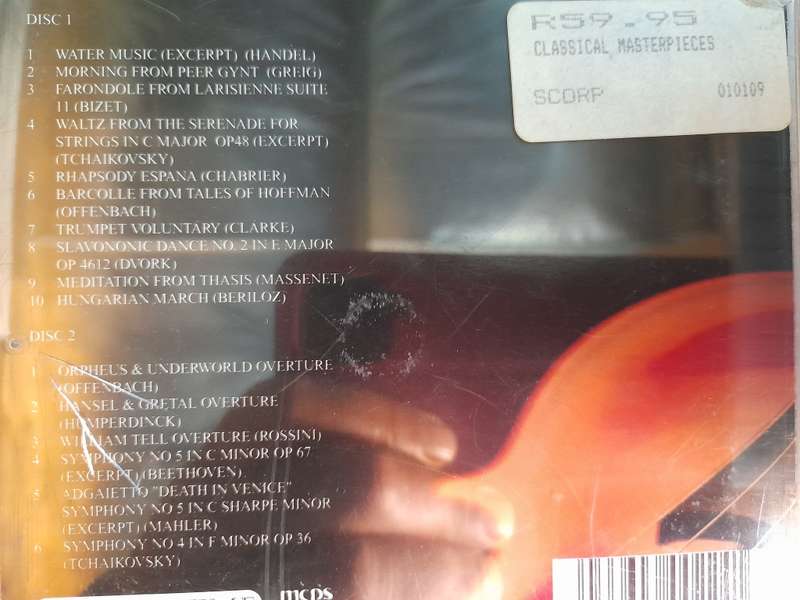 DISC 1
1 WATER MUSIC (EXCERPT) (HANDEL)
2 MORNING FROM PEER GYNT (GREIG)
3 FARONDOLE FROM LARISIENNE SUITE
11 (BIZET)
4 WALTZ FROM THE SERENADE FOR
STRINGS IN C MAJOR OP48 (EXCERPT)
(TCHAIKOVSKY)
5 RHAPSODY ESPANA (CHABRIER)
6 BARCOLLE FROM TALES OF HOFFMAN
(OFFENBACH)
7 TRUMPET VOLUNTARY (CLARKE)
8 SLAVONONIC DANCE NO. 2 IN E MAJOR
OP 4612 (DVORK)
9 MEDITATION FROM THASIS (MASSENET)
10 HUNGARIAN MARCH (BERILOZ)
DISC 2
1 ORPHEUS & UNDERWORLD OVERTURE
(OFFENBACH)
2 HANSEL & GRETAL OVERTURE
(HUMPERDINCK)
3 WILLIAM TELL OVERTURE (ROSSINI)
4 SYMPHONY NO 5 IN C MINOR OP 67
(EXCERPT) (BEETHOVEN)
5 ADGAIETTO "DEATH IN VENICE"
SYMPHONY NO 5 IN C SHARPE MINOR
(EXCERPT) (MAHLER)
6 SYMPHONY NO 4 IN F MINOR OP 36
(TCHAIKOVSKY)
R59.95
CLASSICAL MASTERPIECES
SCORP 010109
mcps